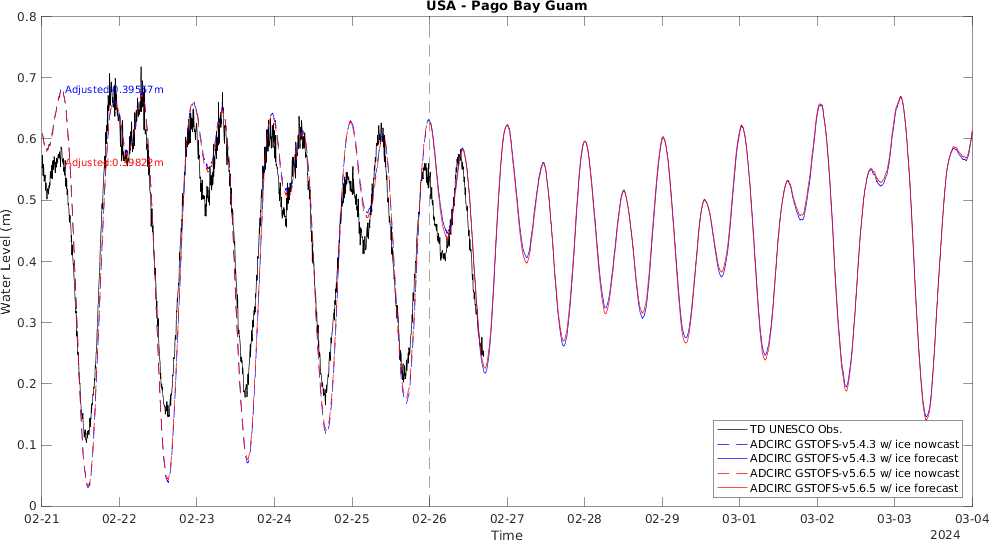 USA - Pago Bay Guam
0.8
0.7
0.6
0.5
0.4
0.3
0.2
0.1
0
Water Level (m)
02-21 02-22 02-23 02-24 02-25 02-26 02-27 02-28 02-29 03-01 03-02 03-03 03-04
Time
2024
TD UNESCO Obs.
ADCIRC GSTOFS-v5.4.3 w/ ice nowcast
ADCIRC GSTOFS-v5.4.3 w/ ice forecast
ADCIRC GSTOFS-v5.6.5 w/ ice nowcast
ADCIRC GSTOFS-v5.6.5 w/ ice forecast